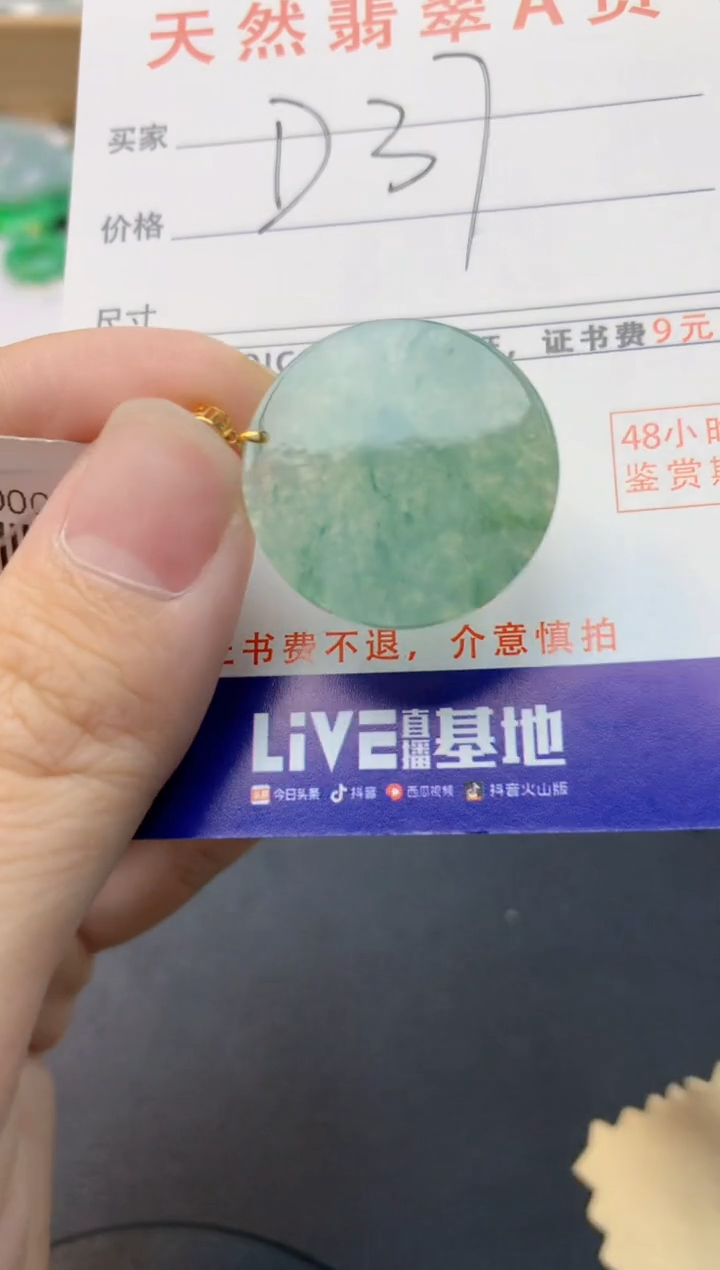 天然翡翠A货
买家
D37
价格
尺寸
证书费9元
48小时
鉴赏期
书费不退，介意慎拍
LiVE直播基地
今日头条 抖音 西瓜视频 抖音火山版